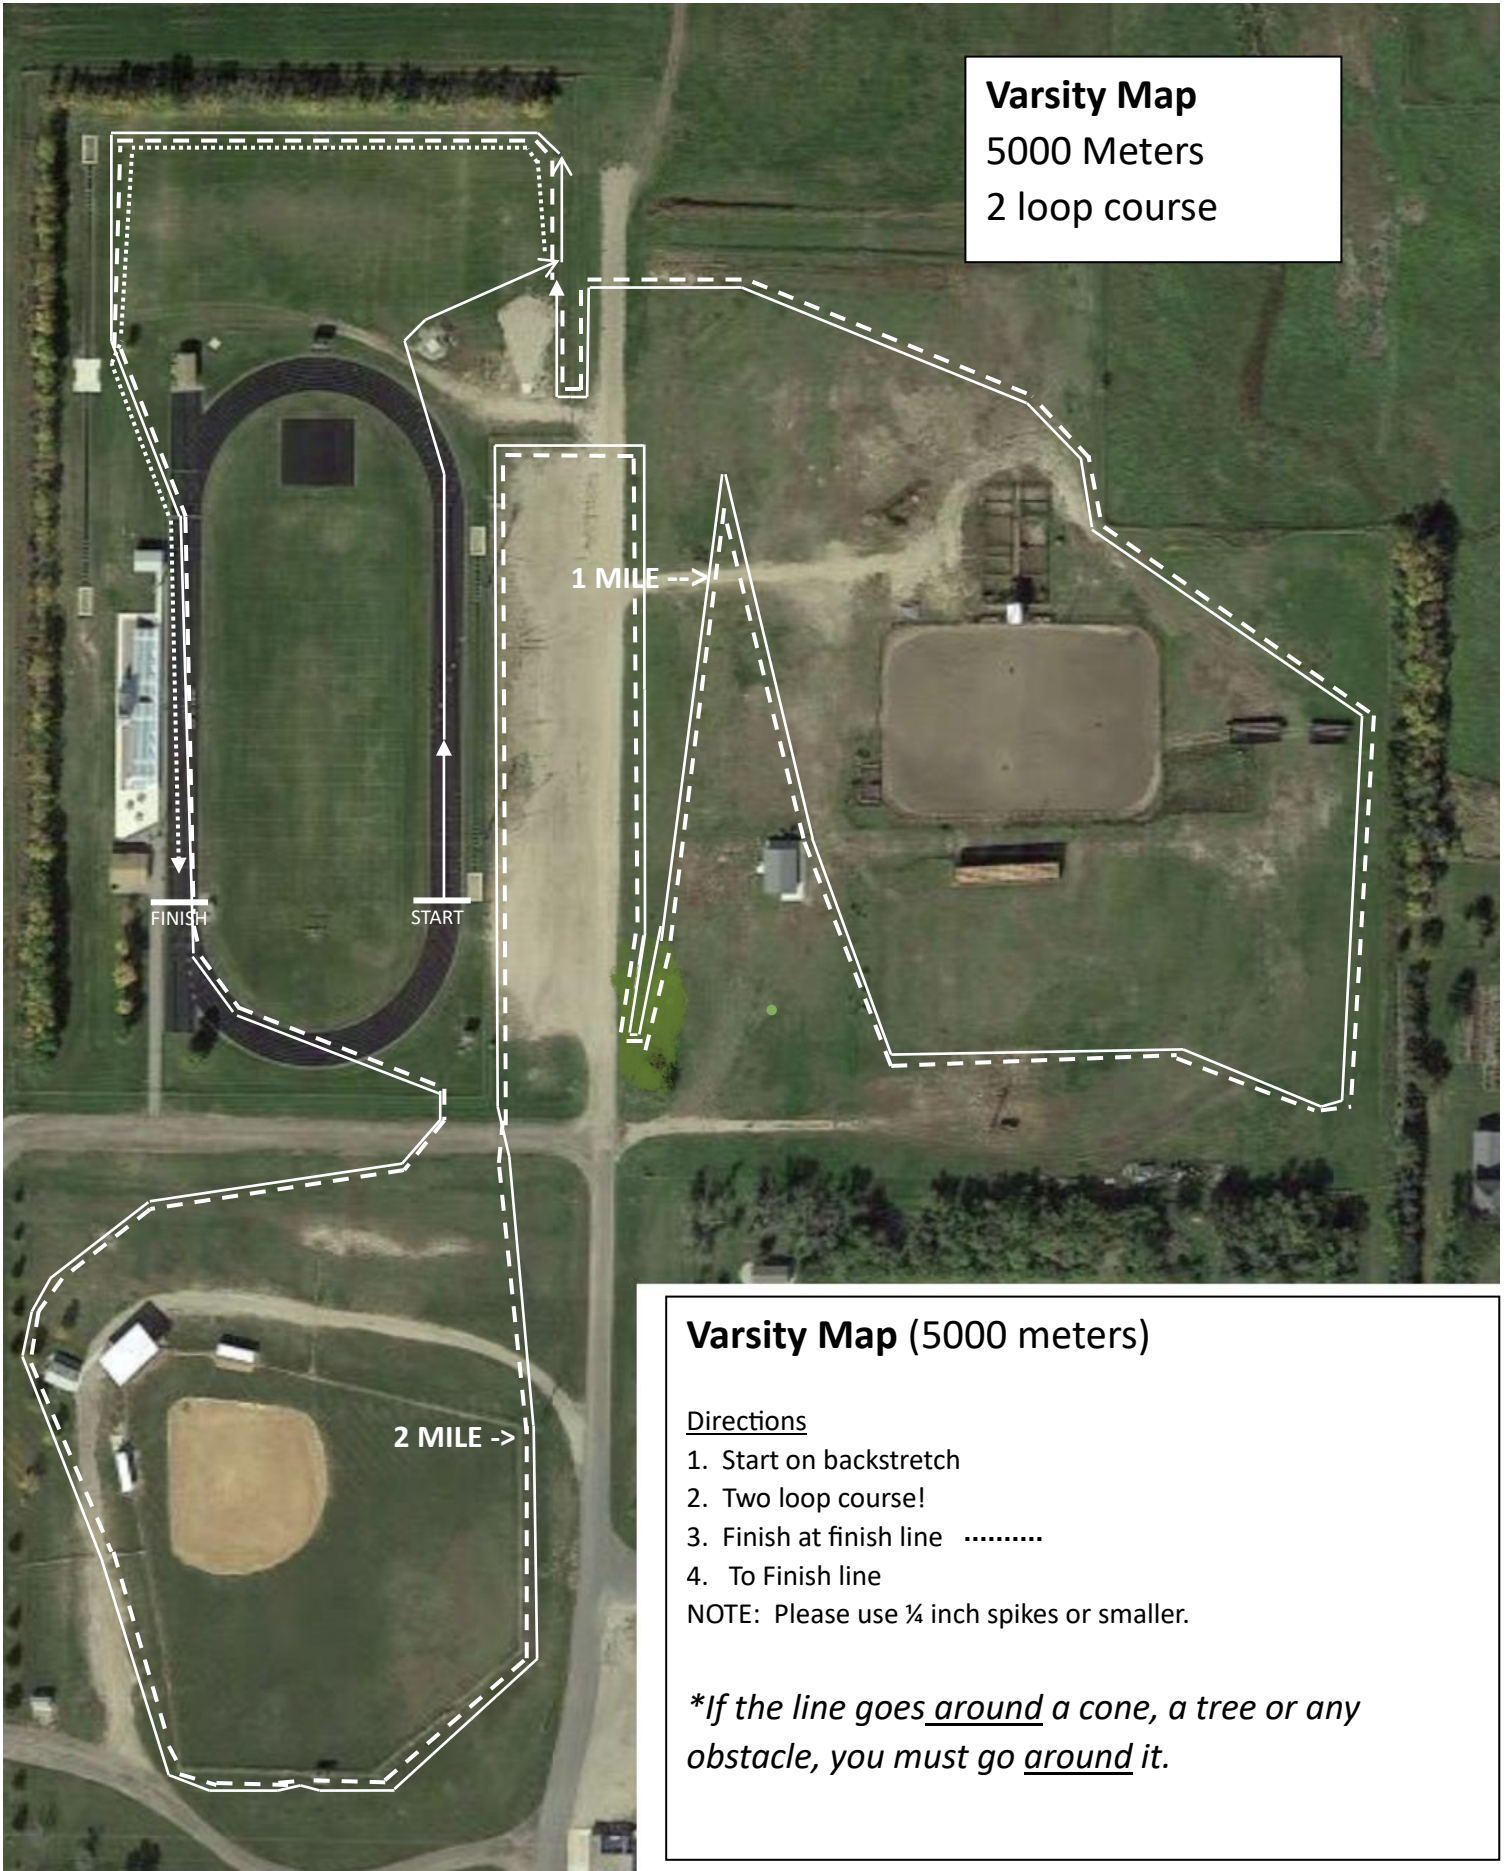 Varsity Map
5000 Meters
2 loop course
1 MILE -->
FINISH
START
2 MILE ->
Varsity Map (5000 meters)
Directions
1. Start on backstretch
2. Two loop course!
3. Finish at finish line ..........
4. To Finish line
NOTE: Please use ¼ inch spikes or smaller.
*If the line goes around a cone, a tree or any
obstacle, you must go around it.